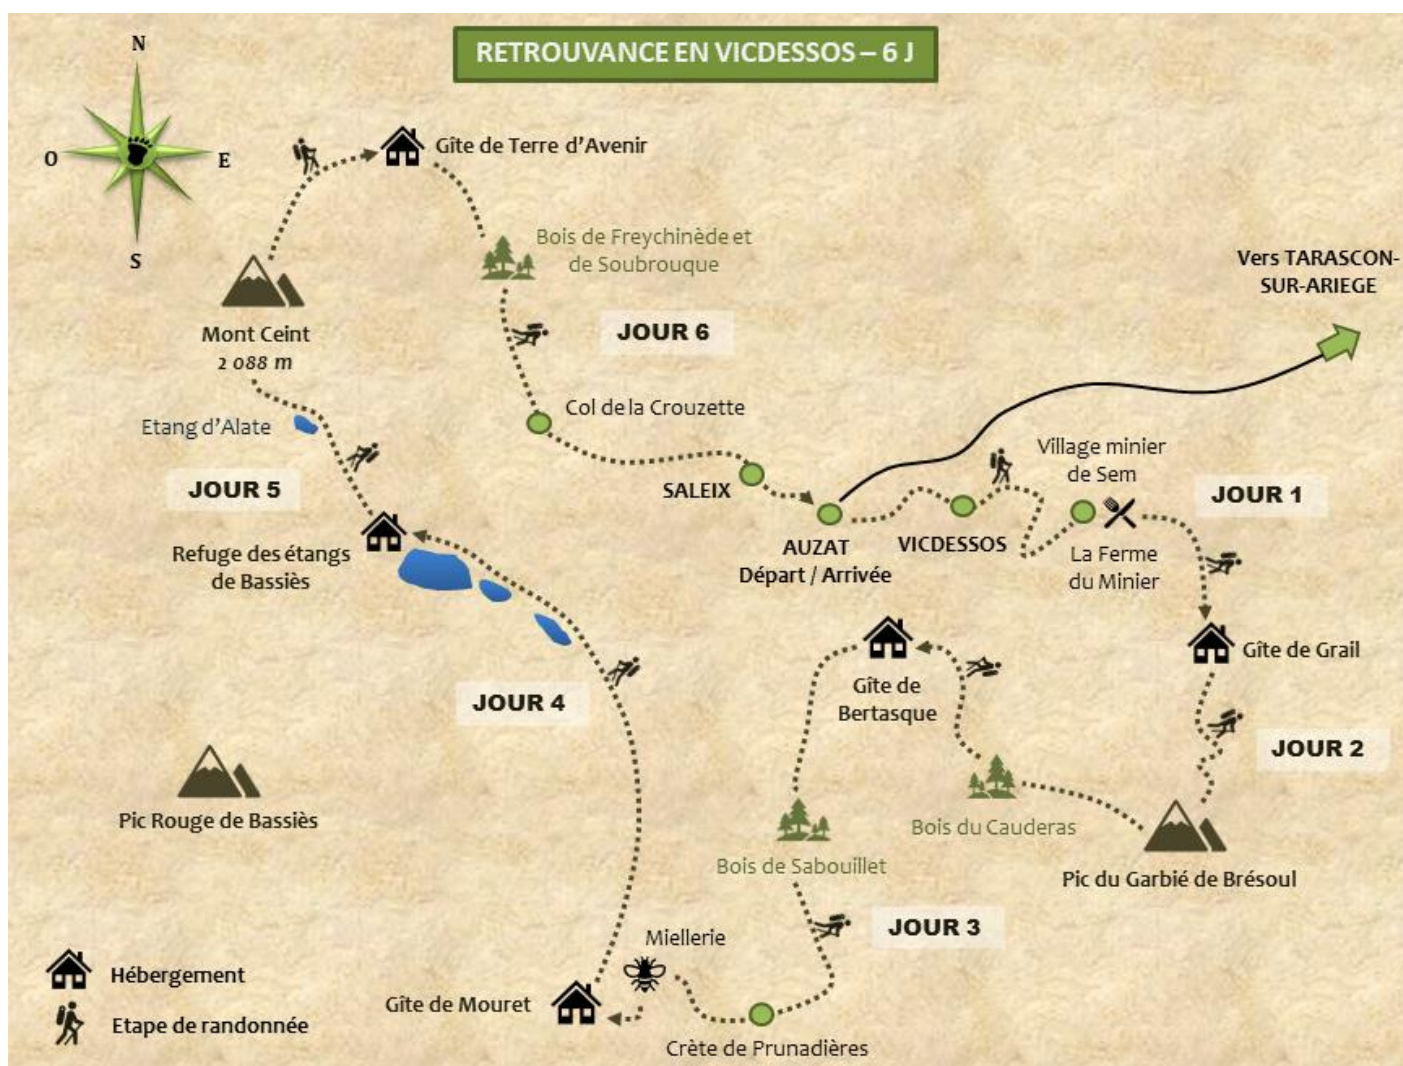 RETROUVANCE EN VICDESSOS – 6 J
N
O
E
S
Gîte de Terre d'Avenir
Bois de Freychinède et
de Soubrouque
Vers TARASCON-
SUR-ARIEGE
Mont Ceint
2 088 m
JOUR 6
Etang d'Alate
Col de la Crouzette
Village minier
de Sem
JOUR 5
SALEIX
JOUR 1
Refuge des étangs
de Bassiès
AUZAT
Départ / Arrivée
VICDESSOS
La Ferme
du Minier
Gîte de Grail
Gîte de
Bertasque
JOUR 4
JOUR 2
Pic Rouge de Bassiès
Bois du Cauderas
Bois de Sabouillet
Pic du Garbié de Brésoul
JOUR 3
Miellerie
Gîte de Mouret
Crète de Prunadières
Hébergement
Etape de randonnée